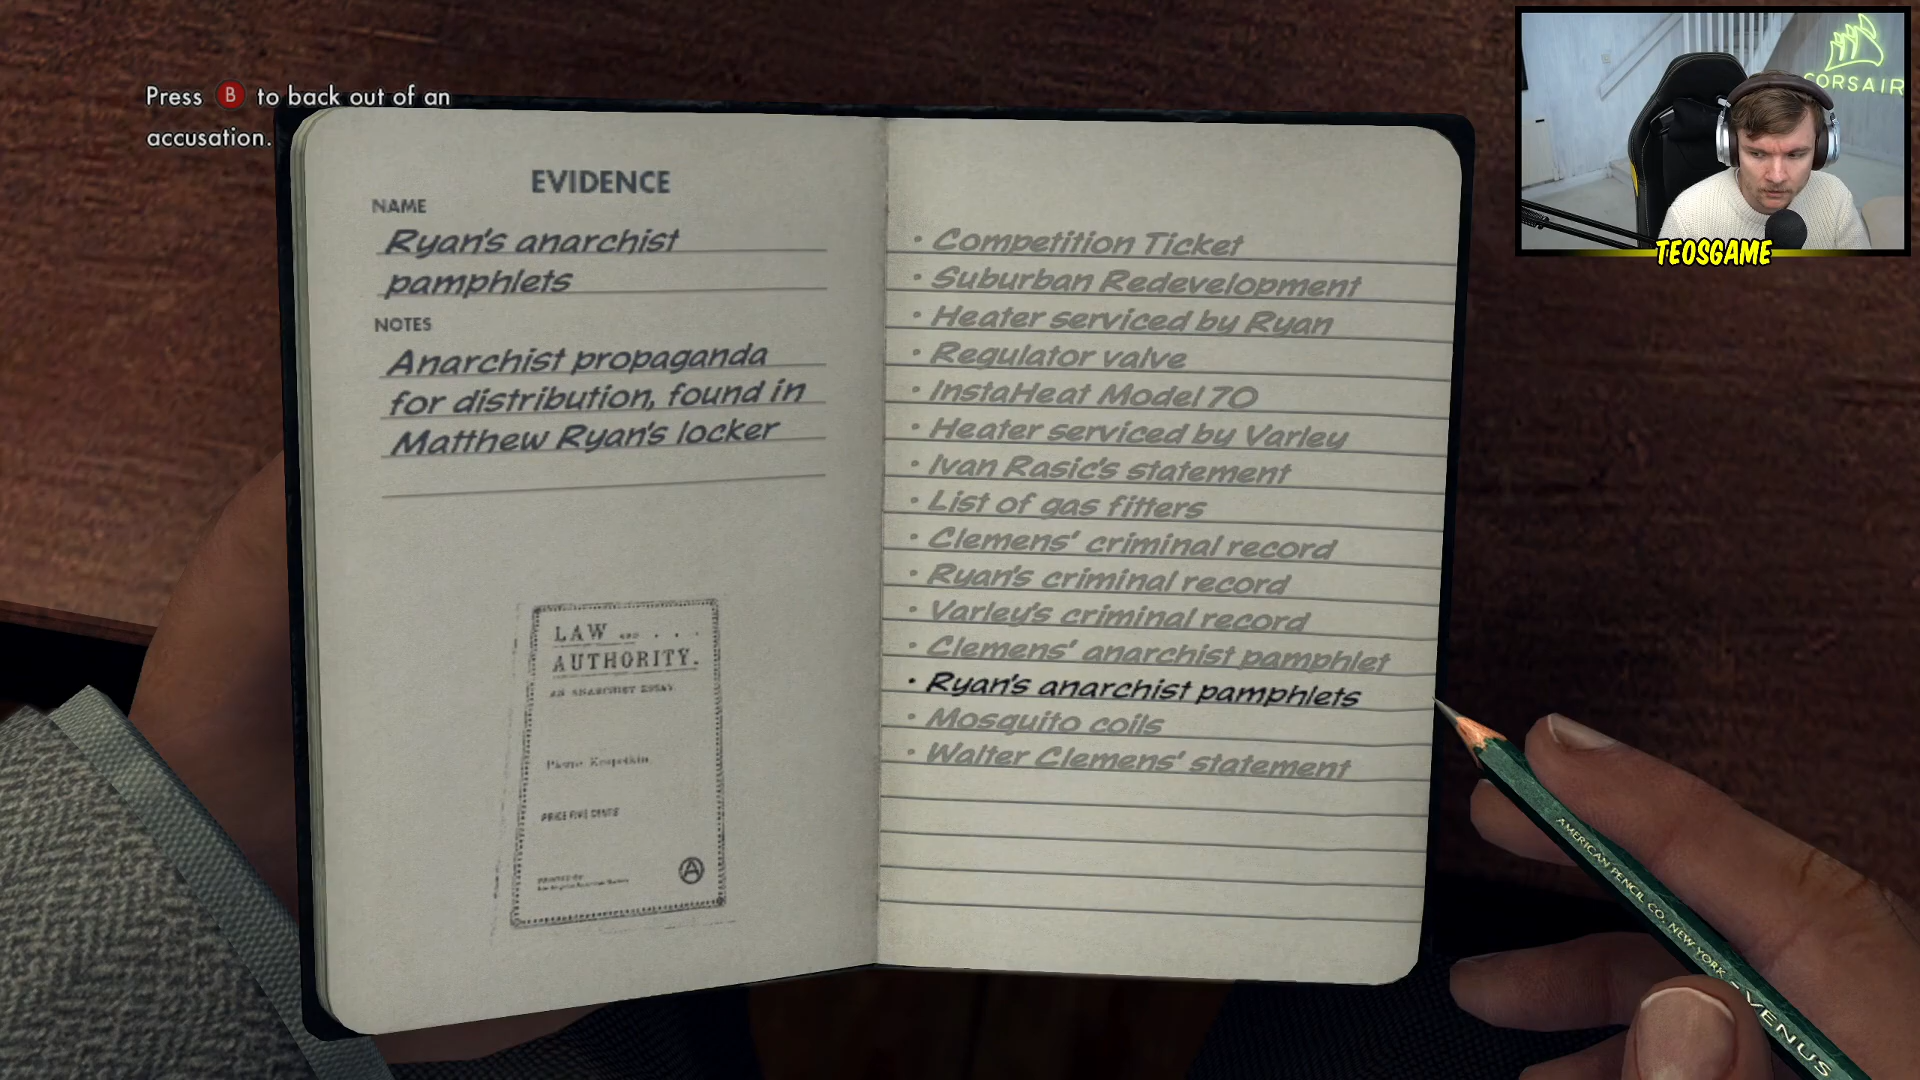 Press B to back out of an
accusation.
EVIDENCE
NAME
Ryan's anarchist
pamphlets
NOTES
Anarchist propaganda
for distribution, found in
Matthew Ryan's locker
LAW AND . . .
AUTHORITY.
AN ANARCHIST ESSAY
PRICE FIVE CENTS
• Competition Ticket
• Suburban Redevelopment
• Heater serviced by Ryan
• Regulator valve
• InstaHeat Model 70
• Heater serviced by Varley
• Ivan Rasic's statement
• List of gas fitters
• Clemens' criminal record
• Ryan's criminal record
• Varley's criminal record
• Clemens' anarchist pamphlet
• Ryan's anarchist pamphlets
• Mosquito coils
• Walter Clemens' statement
AMERICAN PENCIL CO. NEW YORK
VENUS
CORSAIR
TEOSGAME